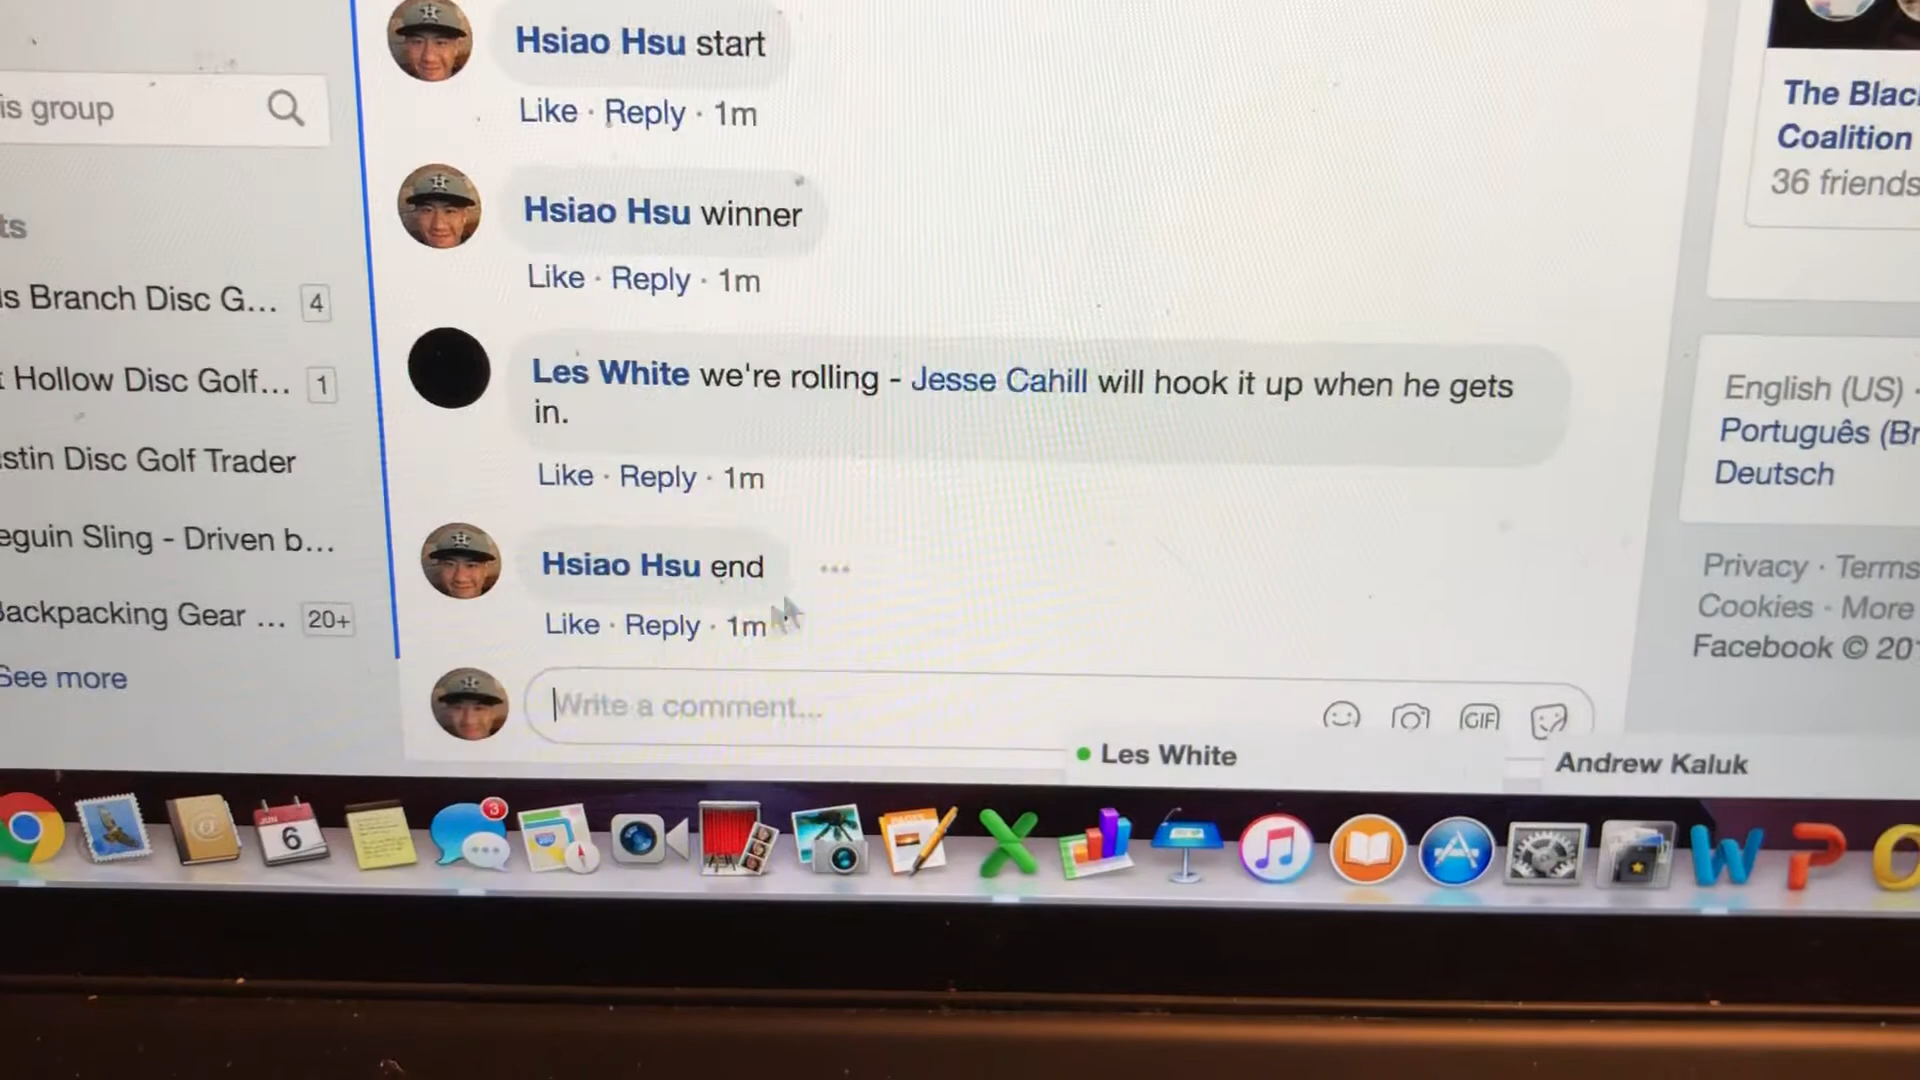 is group
ts
s Branch Disc G... 4
Hollow Disc Golf... 1
stin Disc Golf Trader
eguin Sling - Driven b...
ackpacking Gear ... 20+
See more
Hsiao Hsu start
Like · Reply · 1m
Hsiao Hsu winner
Like · Reply · 1m
Les White we're rolling - Jesse Cahill will hook it up when he gets
in.
Like · Reply · 1m
Hsiao Hsu end ...
Like · Reply · 1m
Write a comment...
GIF
Les White
Andrew Kaluk
The Blac
Coalition
36 friends
English (US) ·
Português (Br
Deutsch
Privacy · Terms
Cookies · More
Facebook © 20
JUN
6
3